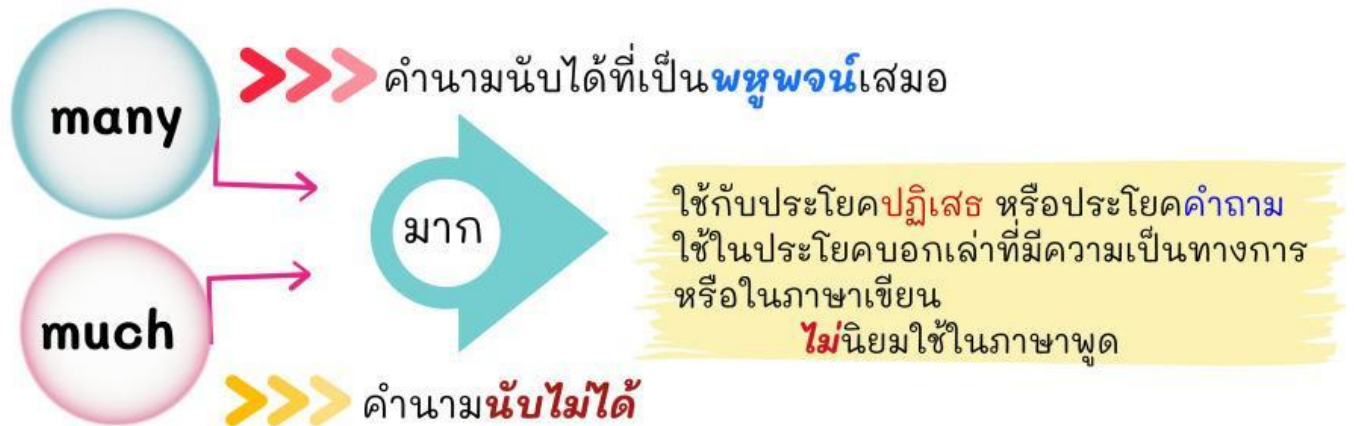 many
คำนามนับได้ที่เป็นพหูพจน์เสมอ
มาก
ใช้กับประโยคปฏิเสธ หรือประโยคคำถาม
ใช้ในประโยคบอกเล่าที่มีความเป็นทางการ
หรือในภาษาเขียน
ไม่นิยมใช้ในภาษาพูด
much
คำนามนับไม่ได้